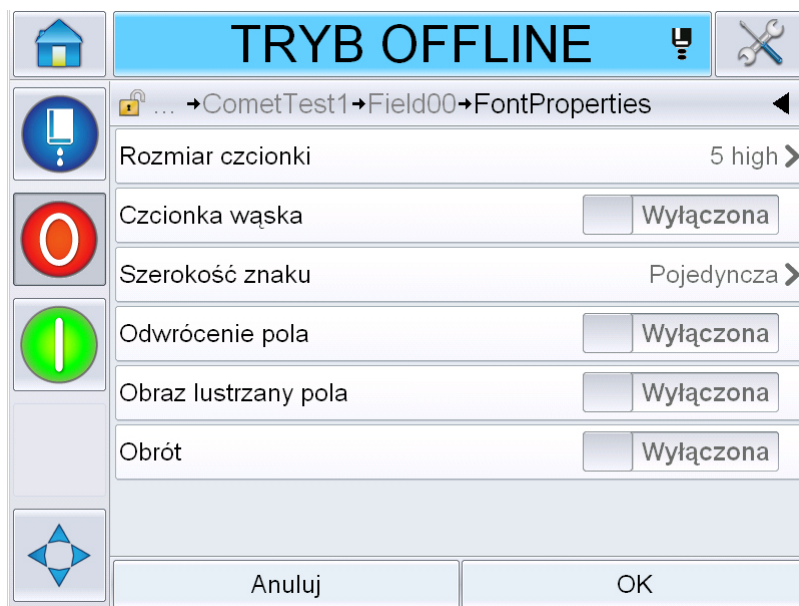 TRYB OFFLINE
... →CometTest1→Field00→FontProperties
Rozmiar czcionki 5 high
Czcionka wąska Wyłączona
Szerokość znaku Pojedyncza
Odwrócenie pola Wyłączona
Obraz lustrzany pola Wyłączona
Obrót Wyłączona
Anuluj OK